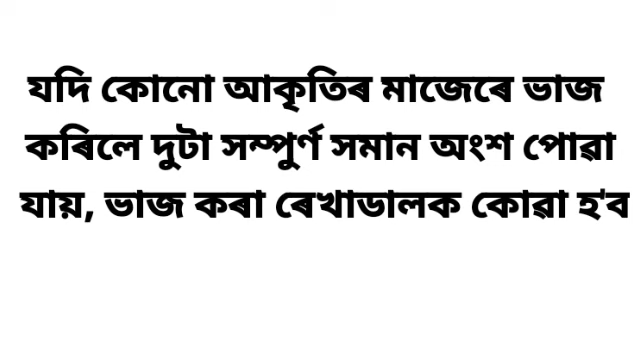 যদি কোনো আকৃতিৰ মাজেৰে ভাজ
কৰিলে দুটা সম্পুৰ্ণ সমান অংশ পোৱা
যায়, ভাজ কৰা ৰেখাডালক কোৱা হ'ব